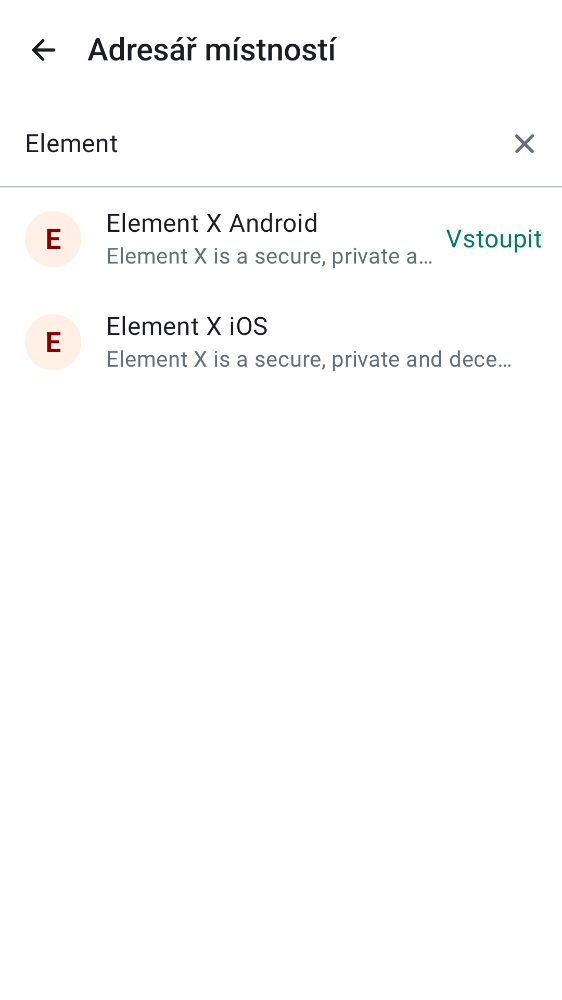 Adresář místností
Element
E
Element X Android
Element X is a secure, private a…
Vstoupit
E
Element X iOS
Element X is a secure, private and dece…